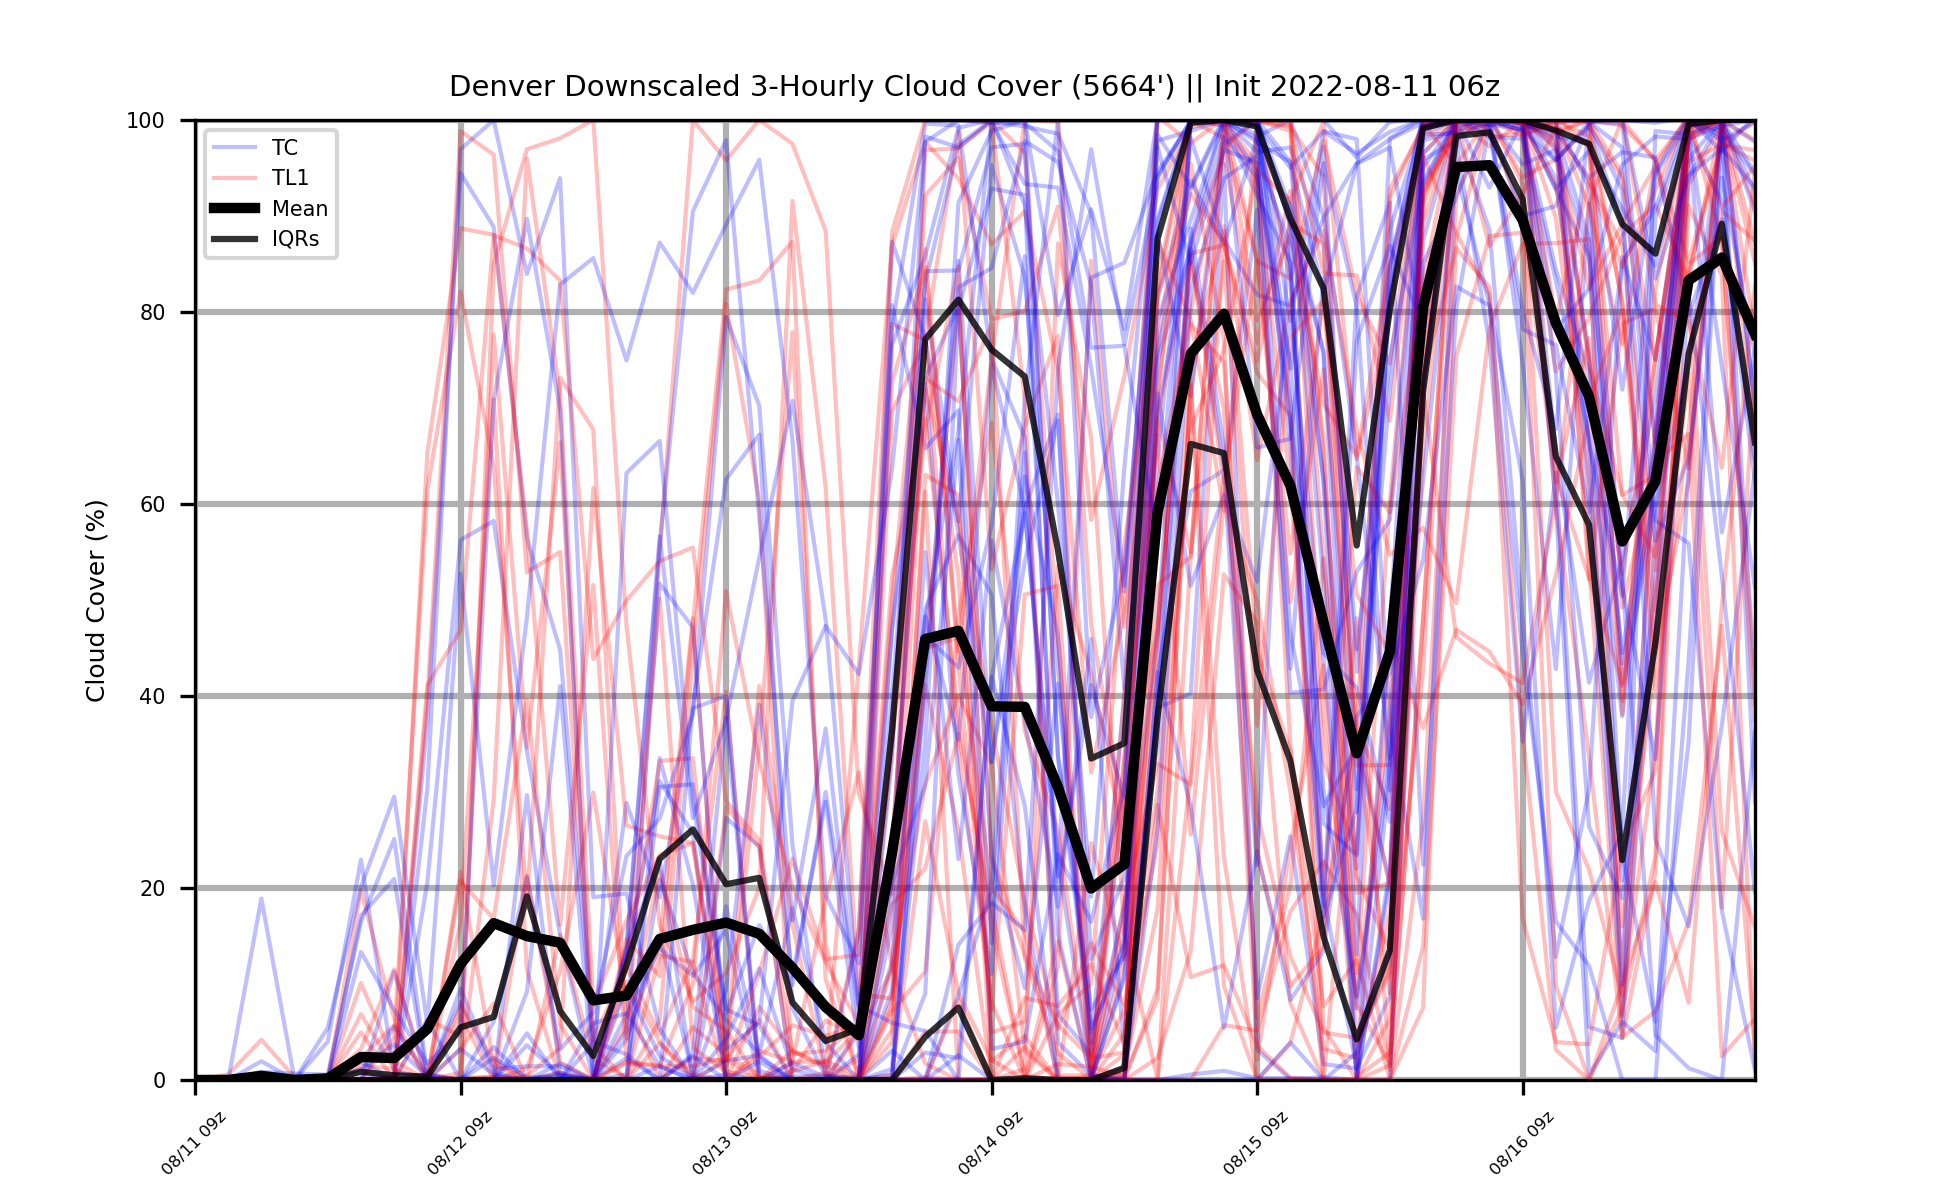 Denver Downscaled 3-Hourly Cloud Cover (5664') || Init 2022-08-11 06z
TC
TL1
Mean
IQRs
Cloud Cover (%)
100
80
60
40
20
0
08/11 09z
08/12 09z
08/13 09z
08/14 09z
08/15 09z
08/16 09z